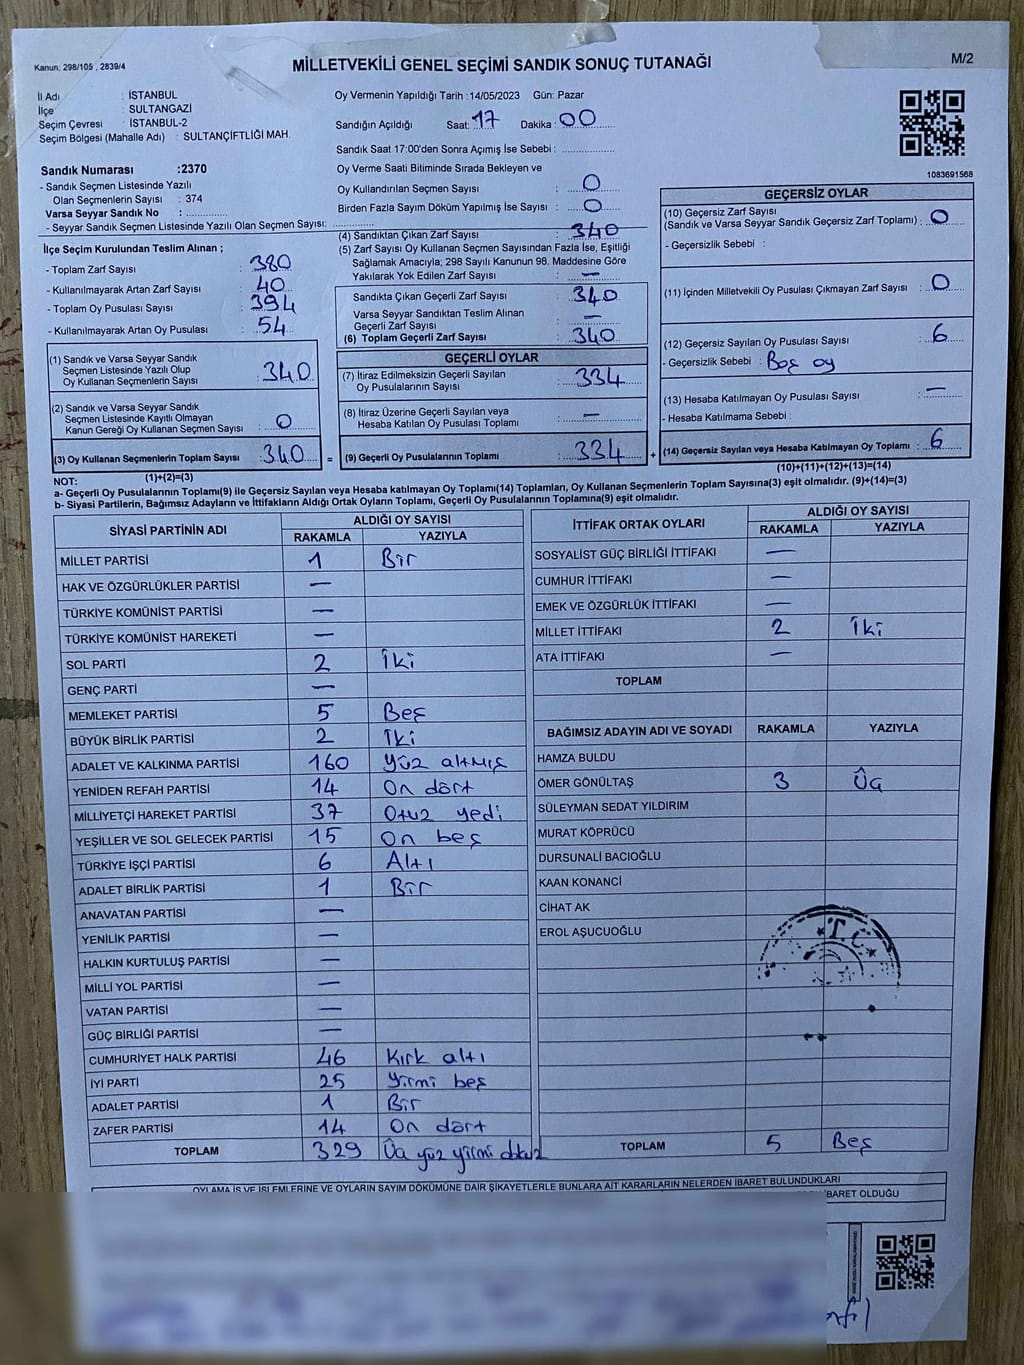 Kanun: 298/105 , 2839/4
MİLLETVEKİLİ GENEL SEÇİMİ SANDIK SONUÇ TUTANAĞI
M/2
İl Adı : İSTANBUL
İlçe : SULTANGAZİ
Seçim Çevresi : İSTANBUL-2
Seçim Bölgesi (Mahalle Adı) : SULTANÇİFTLİĞİ MAH.
Oy Vermenin Yapıldığı Tarih :14/05/2023 Gün: Pazar
Sandığın Açıldığı Saat: 17 Dakika : 00
Sandık Saat 17:00'den Sonra Açımış İse Sebebi :
Sandık Numarası :2370
- Sandık Seçmen Listesinde Yazılı
Olan Seçmenlerin Sayısı : 374
Varsa Seyyar Sandık No :
- Seyyar Sandık Seçmen Listesinde Yazılı Olan Seçmen Sayısı:
Oy Verme Saati Bitiminde Sırada Bekleyen ve
Oy Kullandırılan Seçmen Sayısı : 0
Birden Fazla Sayım Döküm Yapılmış İse Sayısı : 0
1083691568
İlçe Seçim Kurulundan Teslim Alınan ;
- Toplam Zarf Sayısı : 380
- Kullanılmayarak Artan Zarf Sayısı : 40
- Toplam Oy Pusulası Sayısı : 394
- Kullanılmayarak Artan Oy Pusulası : 54
(4) Sandıktan Çıkan Zarf Sayısı : 340
(5) Zarf Sayısı Oy Kullanan Seçmen Sayısından Fazla İse, Eşitliği
Sağlamak Amacıyla; 298 Sayılı Kanunun 98. Maddesine Göre
Yakılarak Yok Edilen Zarf Sayısı : —
Sandıkta Çıkan Geçerli Zarf Sayısı : 340
Varsa Seyyar Sandıktan Teslim Alınan
Geçerli Zarf Sayısı : —
(6) Toplam Geçerli Zarf Sayısı : 340
GEÇERSİZ OYLAR
(10) Geçersiz Zarf Sayısı
(Sandık ve Varsa Seyyar Sandık Geçersiz Zarf Toplamı) : 0
- Geçersizlik Sebebi :
(11) İçinden Milletvekili Oy Pusulası Çıkmayan Zarf Sayısı : 0
(12) Geçersiz Sayılan Oy Pusulası Sayısı : 6
- Geçersizlik Sebebi : Boş oy
(13) Hesaba Katılmayan Oy Pusulası Sayısı : —
- Hesaba Katılmama Sebebi :
(14) Geçersiz Sayılan veya Hesaba Katılmayan Oy Toplamı : 6
(10)+(11)+(12)+(13)=(14)
(1) Sandık ve Varsa Seyyar Sandık
Seçmen Listesinde Yazılı Olup
Oy Kullanan Seçmenlerin Sayısı : 340
(2) Sandık ve Varsa Seyyar Sandık
Seçmen Listesinde Kayıtlı Olmayan
Kanun Gereği Oy Kullanan Seçmen Sayısı : 0
(3) Oy Kullanan Seçmenlerin Toplam Sayısı : 340 =
(1)+(2)=(3)
GEÇERLİ OYLAR
(7) İtiraz Edilmeksizin Geçerli Sayılan
Oy Pusulalarının Sayısı : 334
(8) İtiraz Üzerine Geçerli Sayılan veya
Hesaba Katılan Oy Pusulası Toplamı : —
(9) Geçerli Oy Pusulalarının Toplamı : 334 +
NOT:
a- Geçerli Oy Pusulalarının Toplamı(9) ile Geçersiz Sayılan veya Hesaba katılmayan Oy Toplamı(14) Toplamları, Oy Kullanan Seçmenlerin Toplam Sayısına(3) eşit olmalıdır. (9)+(14)=(3)
b- Siyasi Partilerin, Bağımsız Adayların ve İttifakların Aldığı Ortak Oyların Toplamı, Geçerli Oy Pusulalarının Toplamına(9) eşit olmalıdır.
SİYASİ PARTİNİN ADI ALDIĞI OY SAYISI
RAKAMLA YAZIYLA
MİLLET PARTİSİ 1 Bir
HAK VE ÖZGÜRLÜKLER PARTİSİ —
TÜRKİYE KOMÜNİST PARTİSİ —
TÜRKİYE KOMÜNİST HAREKETİ —
SOL PARTİ 2 İki
GENÇ PARTİ —
MEMLEKET PARTİSİ 5 Beş
BÜYÜK BİRLİK PARTİSİ 2 İki
ADALET VE KALKINMA PARTİSİ 160 yüz altmış
YENİDEN REFAH PARTİSİ 14 On dört
MİLLİYETÇİ HAREKET PARTİSİ 37 Otuz yedi
YEŞİLLER VE SOL GELECEK PARTİSİ 15 On beş
TÜRKİYE İŞÇİ PARTİSİ 6 Altı
ADALET BİRLİK PARTİSİ 1 Bir
ANAVATAN PARTİSİ —
YENİLİK PARTİSİ —
HALKIN KURTULUŞ PARTİSİ —
MİLLİ YOL PARTİSİ —
VATAN PARTİSİ —
GÜÇ BİRLİĞİ PARTİSİ —
CUMHURİYET HALK PARTİSİ 46 Kırk altı
İYİ PARTİ 25 Yirmi beş
ADALET PARTİSİ 1 Bir
ZAFER PARTİSİ 14 On dört
TOPLAM 329 Üç yüz yirmi dokuz
İTTİFAK ORTAK OYLARI ALDIĞI OY SAYISI
RAKAMLA YAZIYLA
SOSYALİST GÜÇ BİRLİĞİ İTTİFAKI —
CUMHUR İTTİFAKI —
EMEK VE ÖZGÜRLÜK İTTİFAKI —
MİLLET İTTİFAKI 2 İki
ATA İTTİFAKI —
TOPLAM
BAĞIMSIZ ADAYIN ADI VE SOYADI RAKAMLA YAZIYLA
HAMZA BULDU
ÖMER GÖNÜLTAŞ 3 Üç
SÜLEYMAN SEDAT YILDIRIM
MURAT KÖPRÜCÜ
DURSUNALİ BACIOĞLU
KAAN KONANCİ
CİHAT AK
EROL AŞUCUOĞLU
T.C.
TOPLAM 5 Beş
OYLAMA İŞ VE İŞLEMLERİNE VE OYLARIN SAYIM DÖKÜMÜNE DAİR ŞİKAYETLERLE BUNLARA AİT KARARLARIN NELERDEN İBARET BULUNDUKLARI
İBARET OLDUĞU